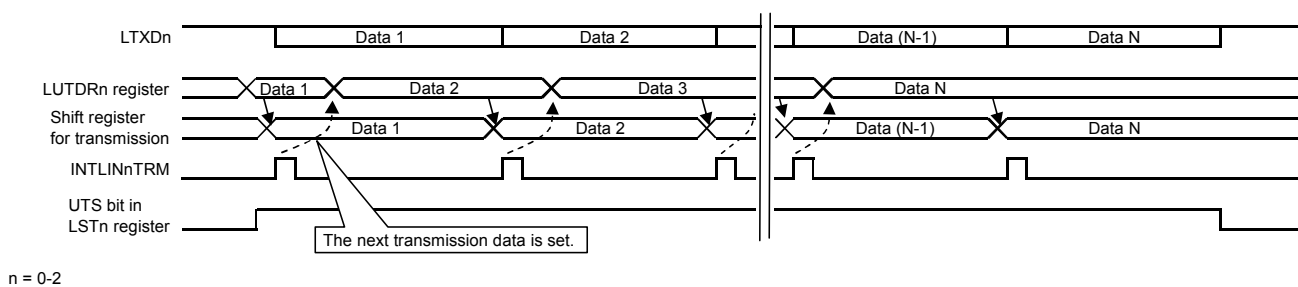 LTXDn Data 1 Data 2 Data (N-1) Data N
LUTDRn register Data 1 Data 2 Data 3 Data N
Shift register
for transmission Data 1 Data 2 Data (N-1) Data N
INTLINnTRM
UTS bit in
LSTn register
The next transmission data is set.
n = 0-2